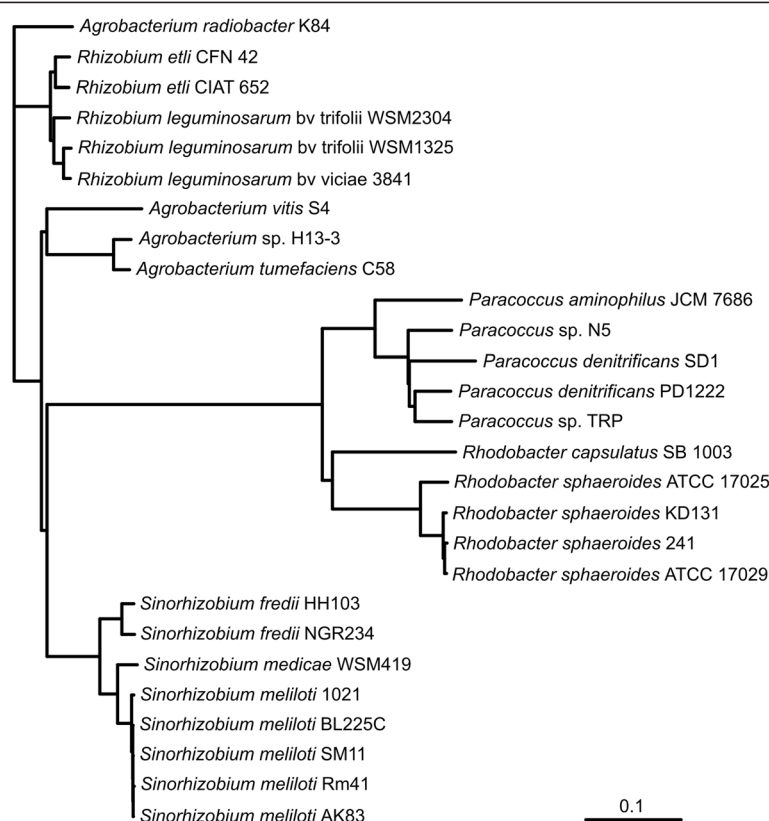 Agrobacterium radiobacter K84
Rhizobium etli CFN 42
Rhizobium etli CIAT 652
Rhizobium leguminosarum bv trifolii WSM2304
Rhizobium leguminosarum bv trifolii WSM1325
Rhizobium leguminosarum bv viciae 3841
Agrobacterium vitis S4
Agrobacterium sp. H13-3
Agrobacterium tumefaciens C58
Paracoccus aminophilus JCM 7686
Paracoccus sp. N5
Paracoccus denitrificans SD1
Paracoccus denitrificans PD1222
Paracoccus sp. TRP
Rhodobacter capsulatus SB 1003
Rhodobacter sphaeroides ATCC 17025
Rhodobacter sphaeroides KD131
Rhodobacter sphaeroides 241
Rhodobacter sphaeroides ATCC 17029
Sinorhizobium fredii HH103
Sinorhizobium fredii NGR234
Sinorhizobium medicae WSM419
Sinorhizobium meliloti 1021
Sinorhizobium meliloti BL225C
Sinorhizobium meliloti SM11
Sinorhizobium meliloti Rm41
Sinorhizobium meliloti AK83
0.1